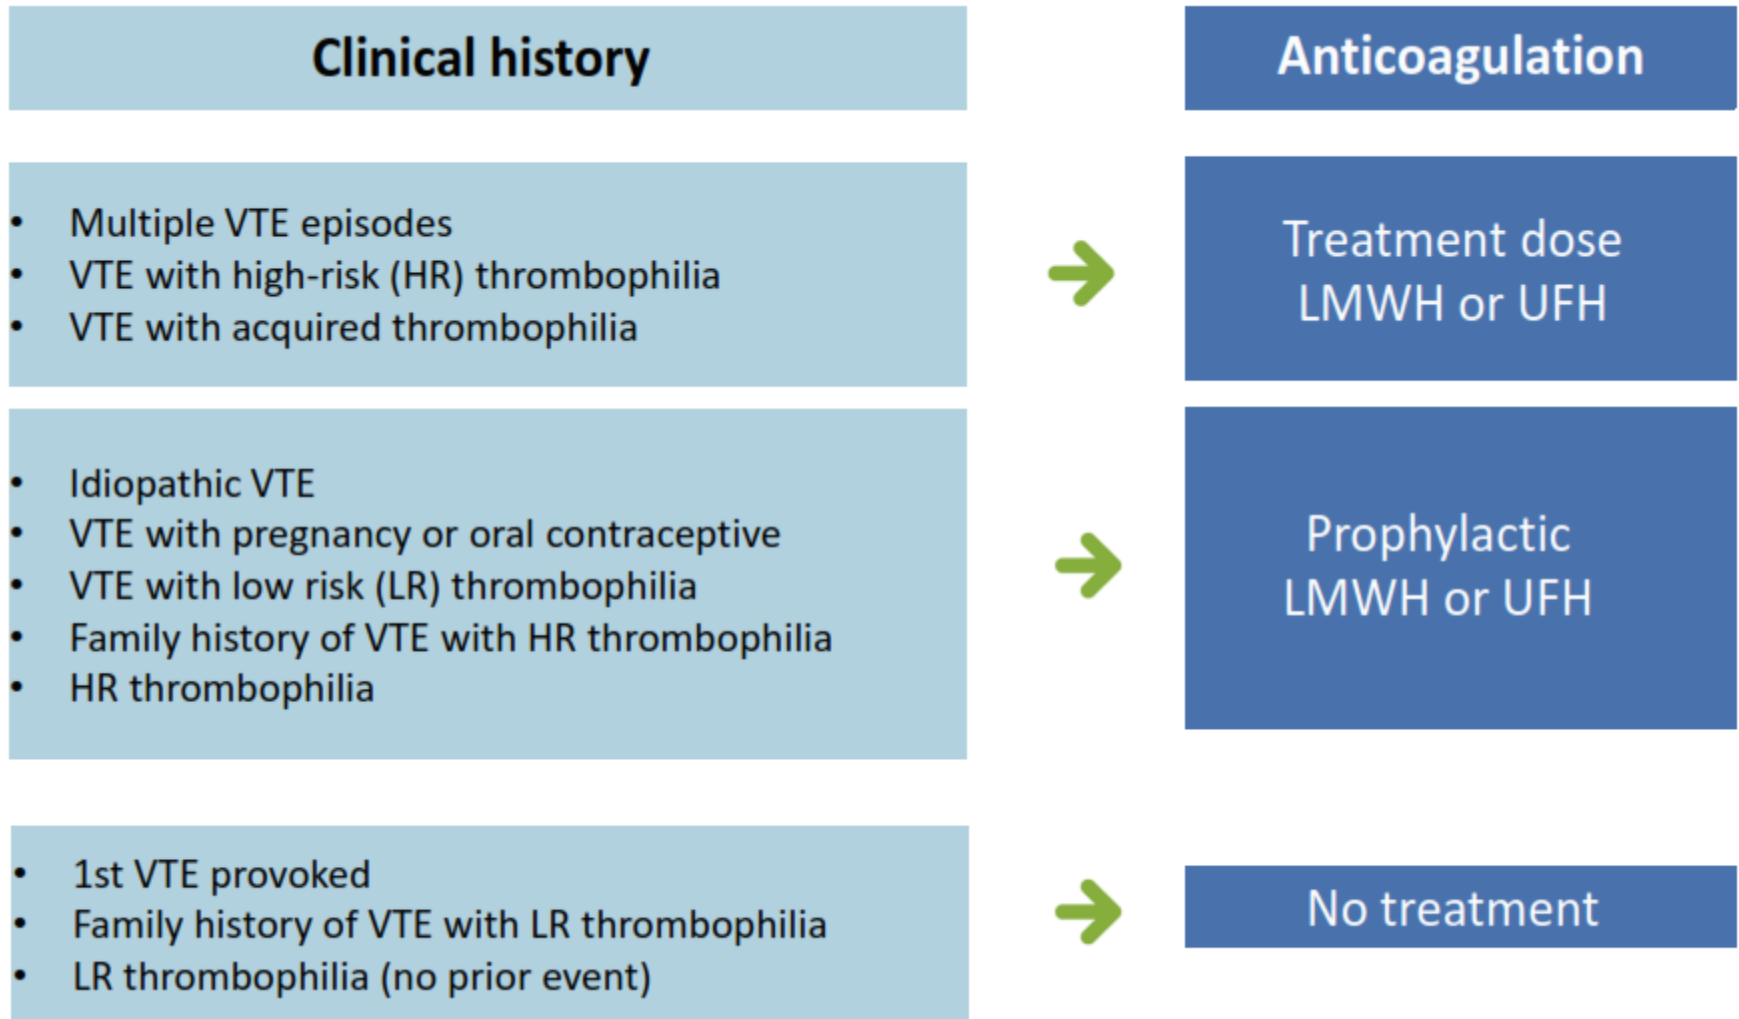 Clinical history
Anticoagulation
• Multiple VTE episodes
• VTE with high-risk (HR) thrombophilia
• VTE with acquired thrombophilia
Treatment dose
LMWH or UFH
• Idiopathic VTE
• VTE with pregnancy or oral contraceptive
• VTE with low risk (LR) thrombophilia
• Family history of VTE with HR thrombophilia
• HR thrombophilia
Prophylactic
LMWH or UFH
• 1st VTE provoked
• Family history of VTE with LR thrombophilia
• LR thrombophilia (no prior event)
No treatment